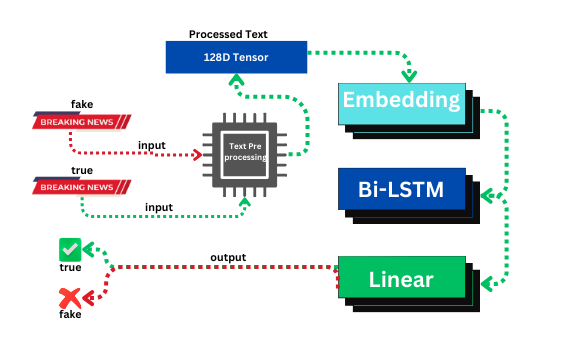 Processed Text
128D Tensor
Embedding
fake
BREAKING NEWS
input
Text Pre
processing
true
BREAKING NEWS
input
Bi-LSTM
output
true
fake
Linear